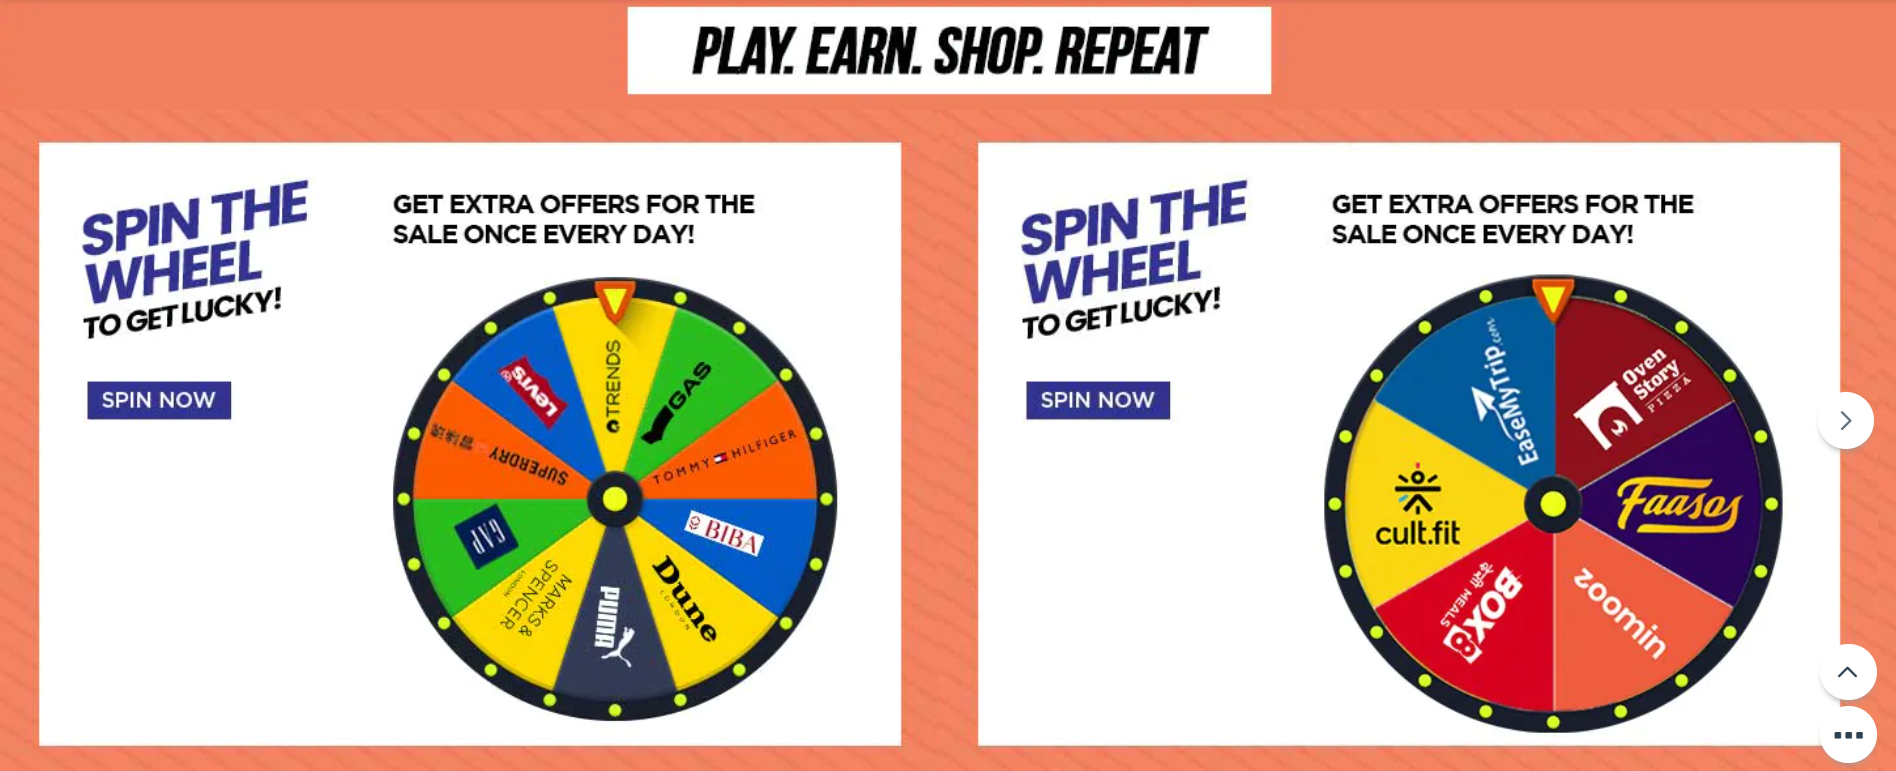 PLAY. EARN. SHOP. REPEAT
SPIN THE
WHEEL
TO GET LUCKY!
SPIN NOW
GET EXTRA OFFERS FOR THE
SALE ONCE EVERY DAY!
TRENDS
GAS
TOMMY HILFIGER
BIBA
Dune
LONDON
PUMA
MARKS &
SPENCER
LONDON
GAP
SUPERDRY
Levi's
SPIN THE
WHEEL
TO GET LUCKY!
SPIN NOW
GET EXTRA OFFERS FOR THE
SALE ONCE EVERY DAY!
Oven
Story
PIZZA
Faasos
zoomin
BOX8
देसी MEALS
cult.fit
EaseMyTrip.com